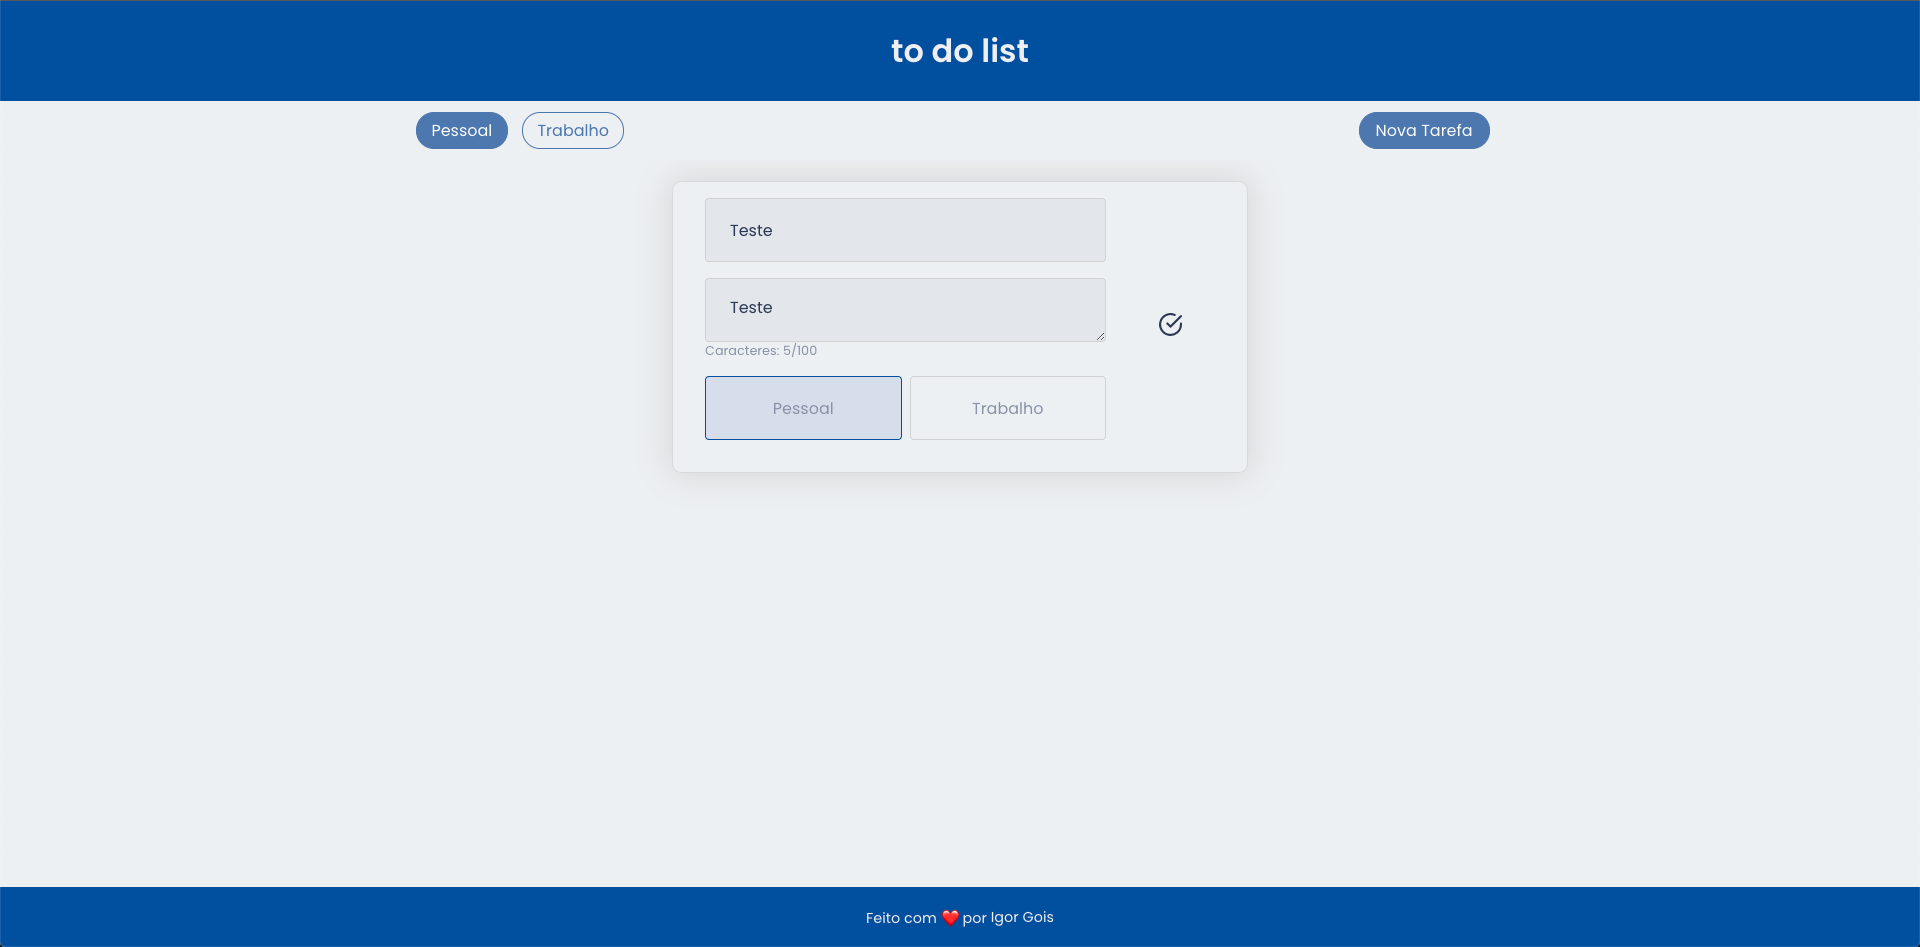 to do list
Pessoal Trabalho Nova Tarefa
Teste
Teste
Caracteres: 5/100
Pessoal Trabalho
Feito com ❤️ por Igor Gois